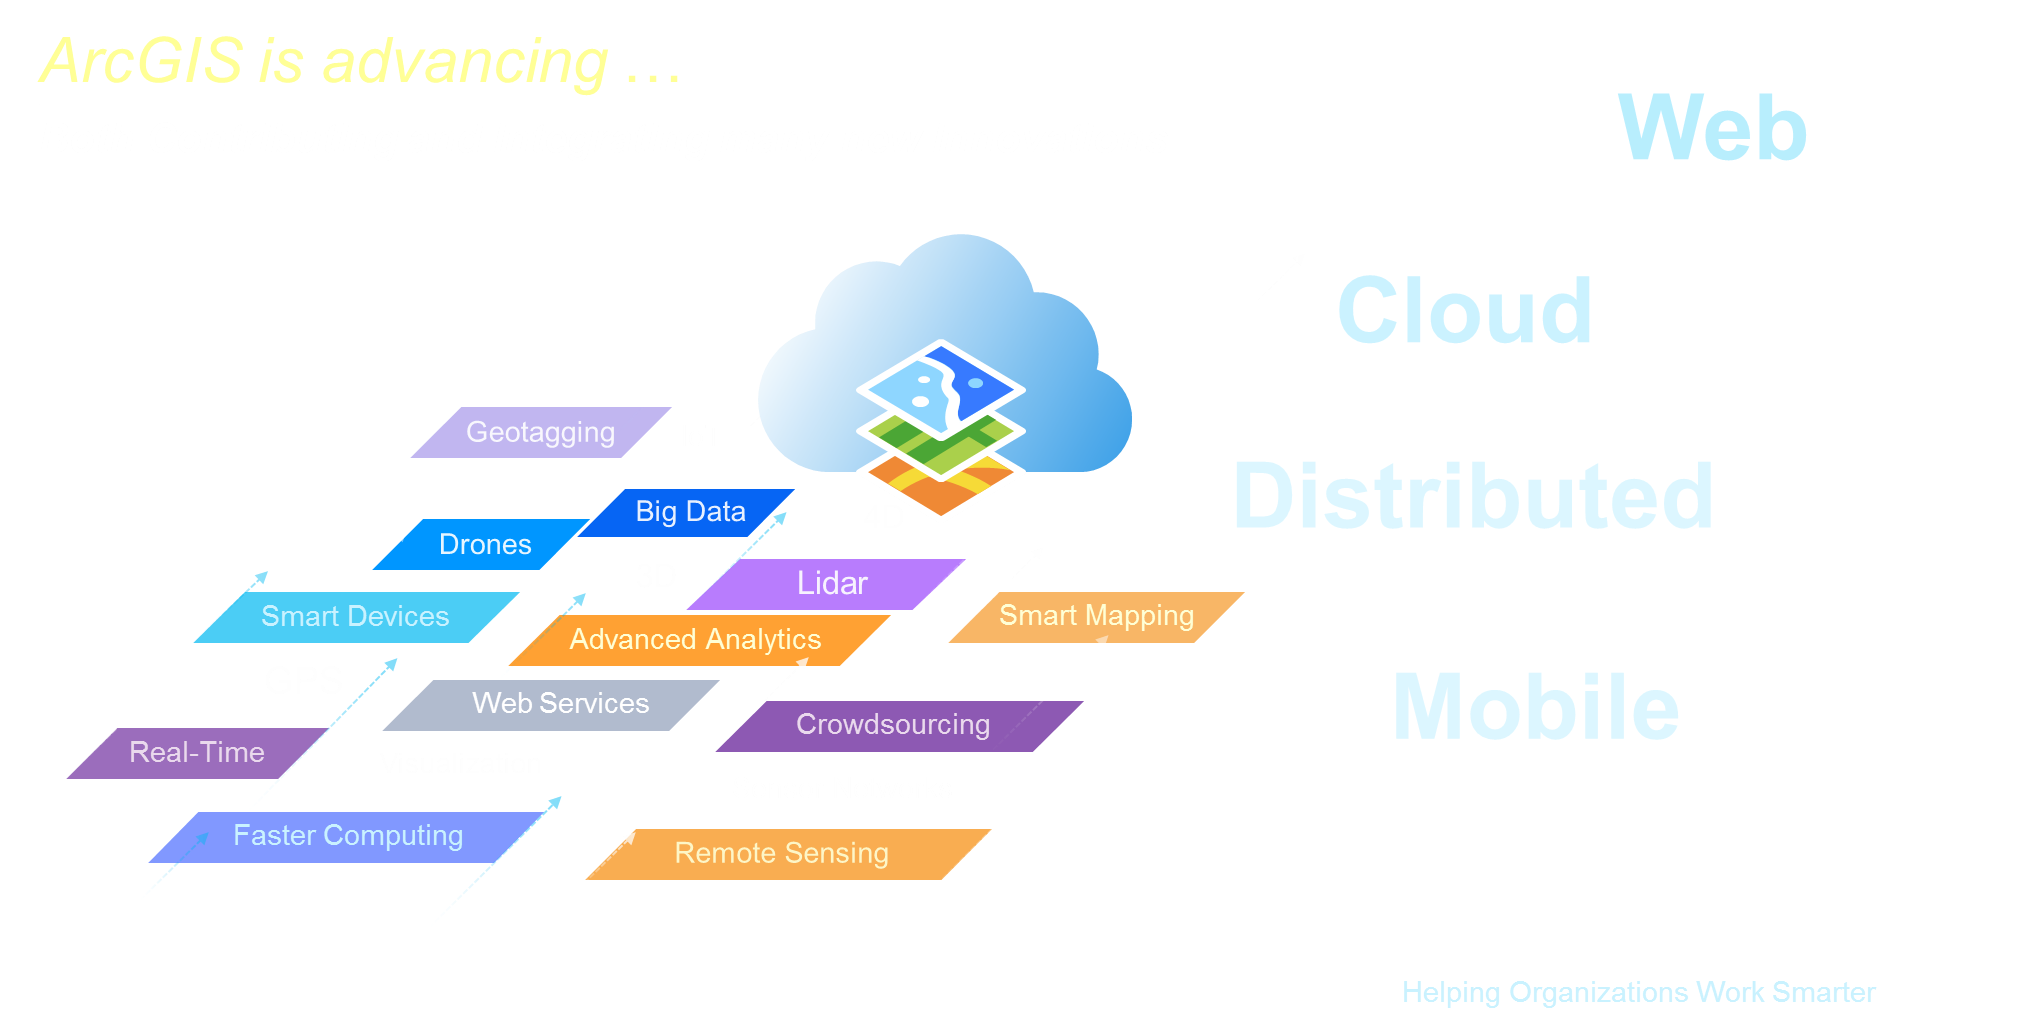 ArcGIS is advancing …
Web
Cloud
Geotagging
Distributed
Big Data
Drones
Lidar
Smart Devices
Smart Mapping
Advanced Analytics
Web Services
Mobile
Crowdsourcing
Real-Time
Faster Computing
Remote Sensing
Helping Organizations Work Smarter